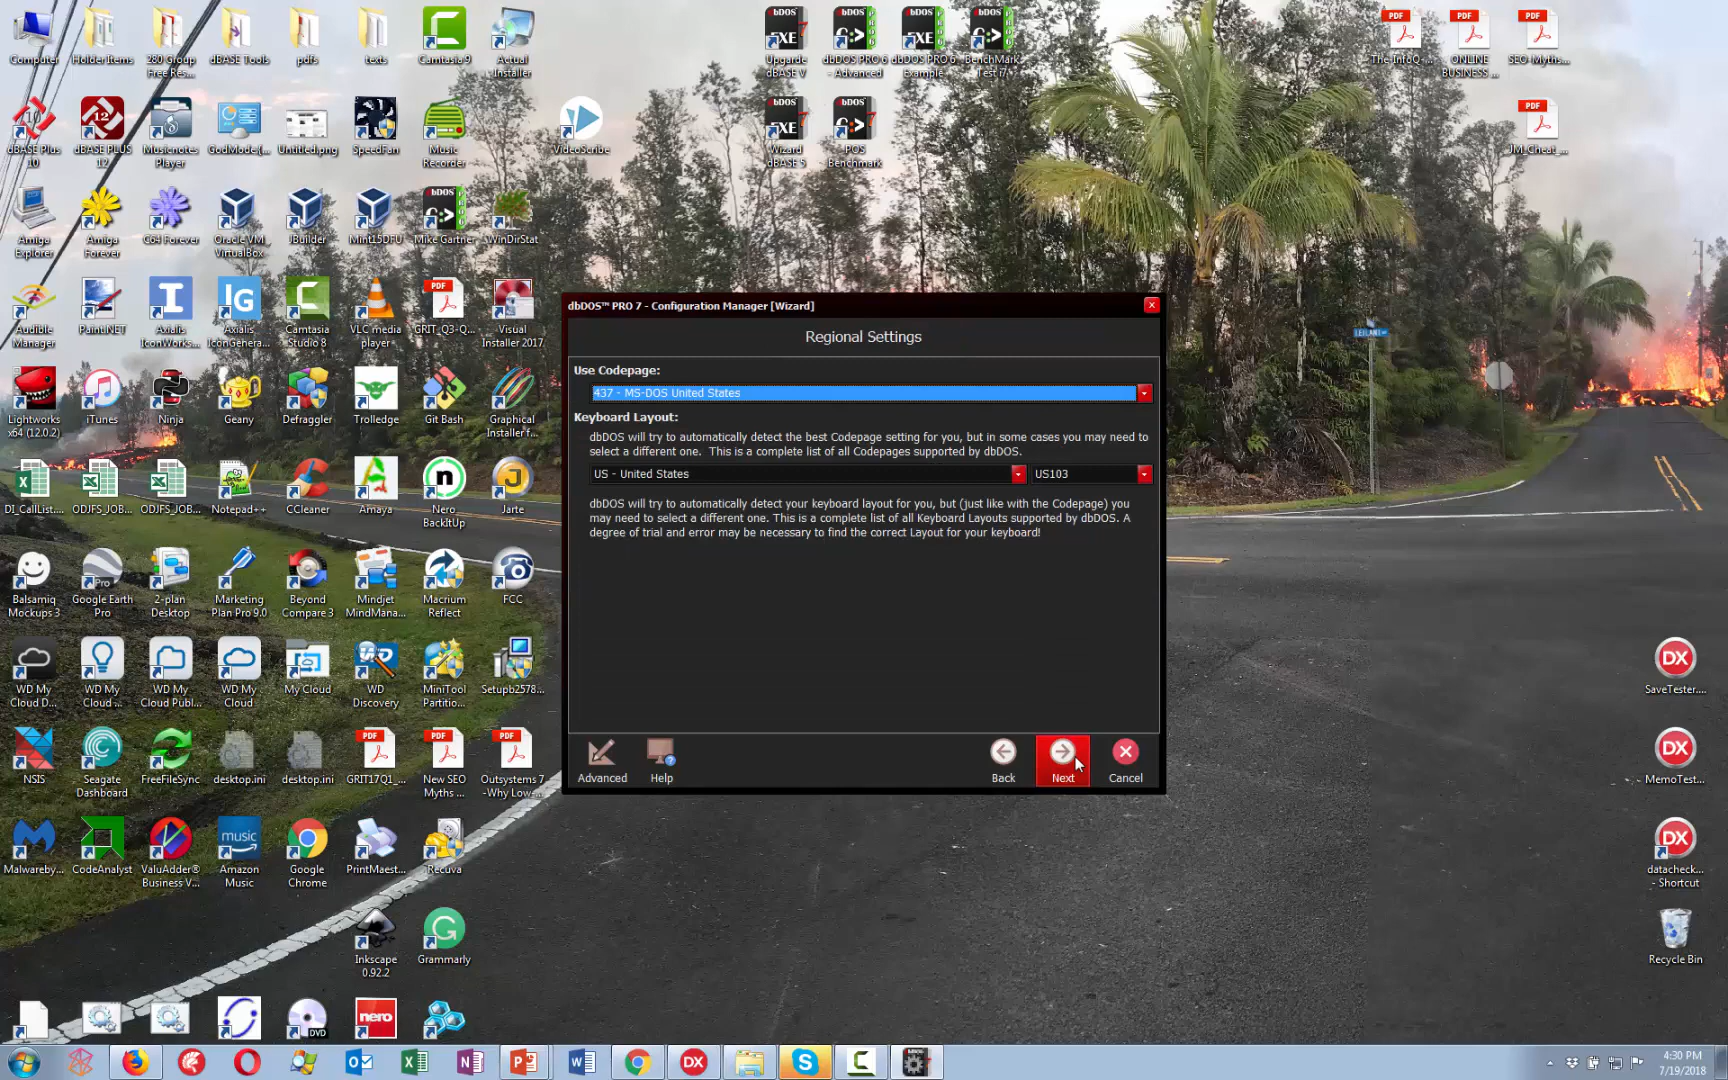 Computer
Holder Items
280 Group
Free Res...
dBASE Tools
pdfs
texts
Camtasia 9
Actual
Installer
Upgarde
dBASE V
dbDOS PRO 6
- Advanced
dbDOS PRO 6
Example
BenchMark
Test i7
The-InfoQ-...
ONLINE
BUSINESS ...
SEO-Myths...
dBASE Plus
10
dBASE PLUS
12
Musicnotes
Player
GodMode.{...
Untitled.png
SpeedFan
Music
Recorder
VideoScribe
Wizard
dBASE 5
POS
Benchmark
JM_Cheat_...
Amiga
Explorer
Amiga
Forever
C64 Forever
Oracle VM
VirtualBox
JBuilder
Mint15DFU
Mike Gartner
WinDirStat
Audible
Manager
Paint.NET
Axialis
IconWorks...
Axialis
IconGenera...
Camtasia
Studio 8
VLC media
player
GRIT_Q3-Q...
Visual
Installer 2017
LEILANI AV
dbDOS™ PRO 7 - Configuration Manager [Wizard]
Regional Settings
Use Codepage:
437 - MS-DOS United States
Keyboard Layout:
dbDOS will try to automatically detect the best Codepage setting for you, but in some cases you may need to
select a different one. This is a complete list of all Codepages supported by dbDOS.
US - United States
US103
dbDOS will try to automatically detect your keyboard layout for you, but (just like with the Codepage) you
may need to select a different one. This is a complete list of all Keyboard Layouts supported by dbDOS. A
degree of trial and error may be necessary to find the correct Layout for your keyboard!
Advanced
Help
Back
Next
Cancel
Lightworks
x64 (12.0.2)
iTunes
Ninja
Geany
Defraggler
Trolledge
Git Bash
Graphical
Installer f...
DI_CallList....
ODJFS_JOB...
ODJFS_JOB...
Notepad++
CCleaner
Amaya
Nero
BackItUp
Jarte
Balsamiq
Mockups 3
Google Earth
Pro
2-plan
Desktop
Marketing
Plan Pro 9.0
Beyond
Compare 3
Mindjet
MindMana...
Macrium
Reflect
FCC
WD My
Cloud D...
WD My
Cloud ...
WD My
Cloud Publ...
WD My
Cloud
My Cloud
WD
Discovery
MiniTool
Partitio...
Setupb2578...
SaveTester....
NSIS
Seagate
Dashboard
FreeFileSync
desktop.ini
desktop.ini
GRIT17Q1_...
New SEO
Myths ...
Outsystems 7
-Why Low-...
MemoTest...
Malwareby...
CodeAnalyst
ValuAdder®
Business V...
Amazon
Music
Google
Chrome
PrintMaest...
Recuva
datacheck...
- Shortcut
Inkscape
0.92.2
Grammarly
Recycle Bin
4:30 PM
7/19/2018